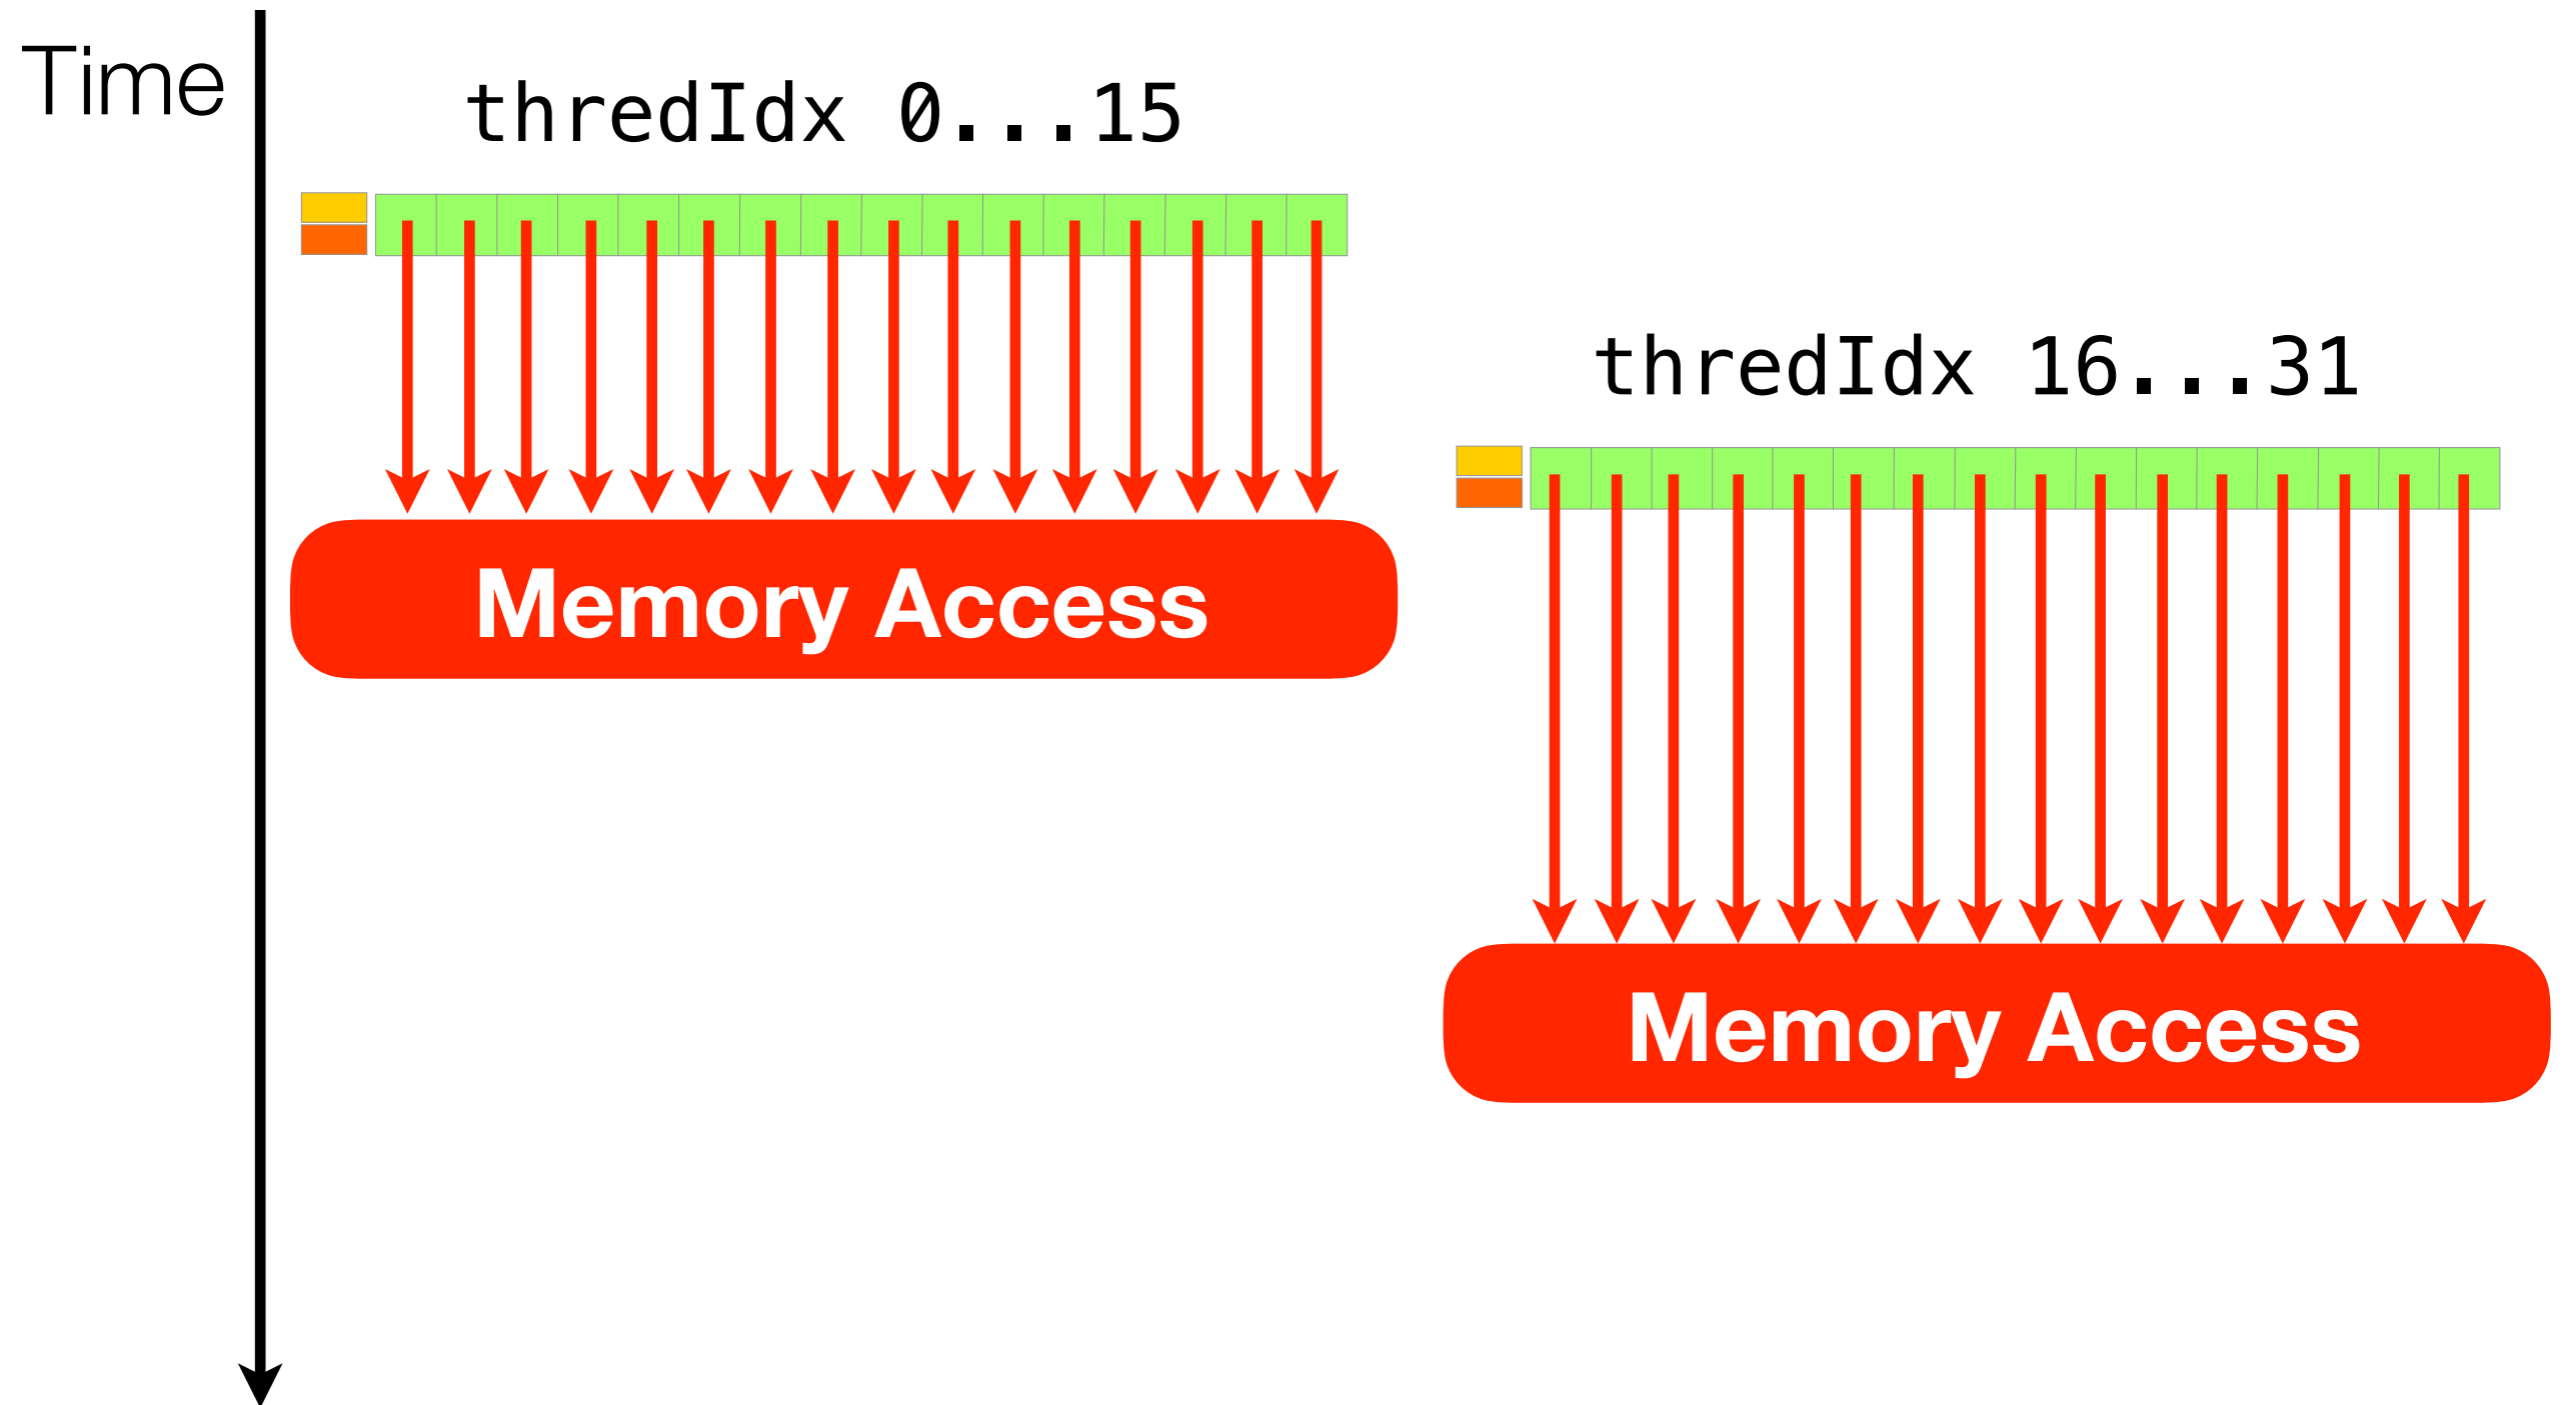 Time
thredIdx 0...15
thredIdx 16...31
Memory Access
Memory Access